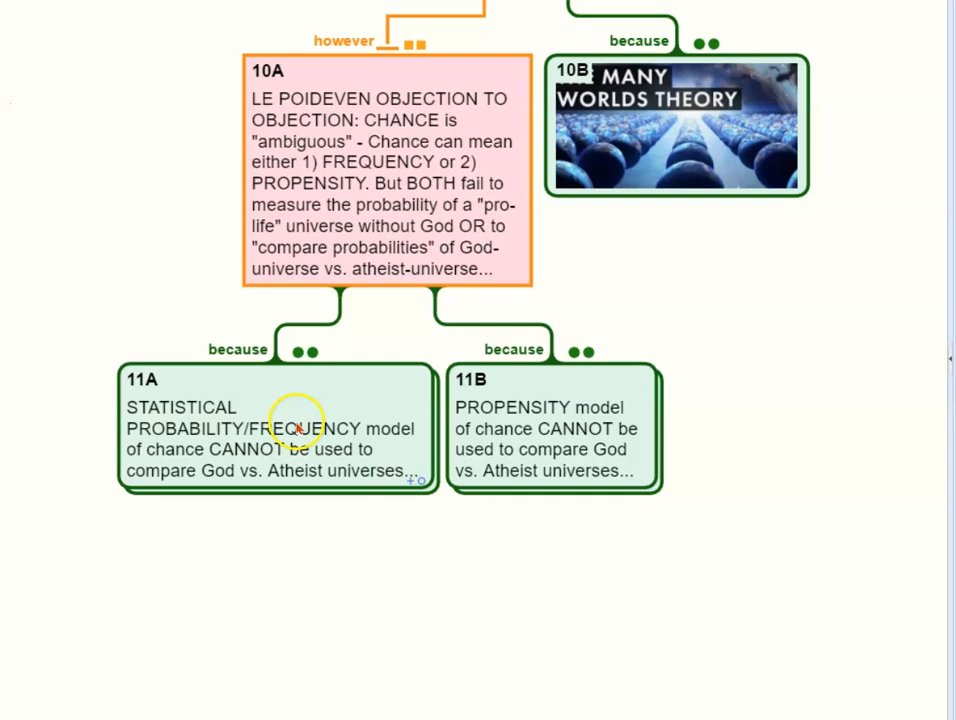 however
because
10A
LE POIDEVEN OBJECTION TO
OBJECTION: CHANCE is
"ambiguous" - Chance can mean
either 1) FREQUENCY or 2)
PROPENSITY. But BOTH fail to
measure the probability of a "pro-
life" universe without God OR to
"compare probabilities" of God-
universe vs. atheist-universe...
10B
MANY
WORLDS THEORY
because
because
11A
STATISTICAL
PROBABILITY/FREQUENCY model
of chance CANNOT be used to
compare God vs. Atheist universes...
11B
PROPENSITY model
of chance CANNOT be
used to compare God
vs. Atheist universes...